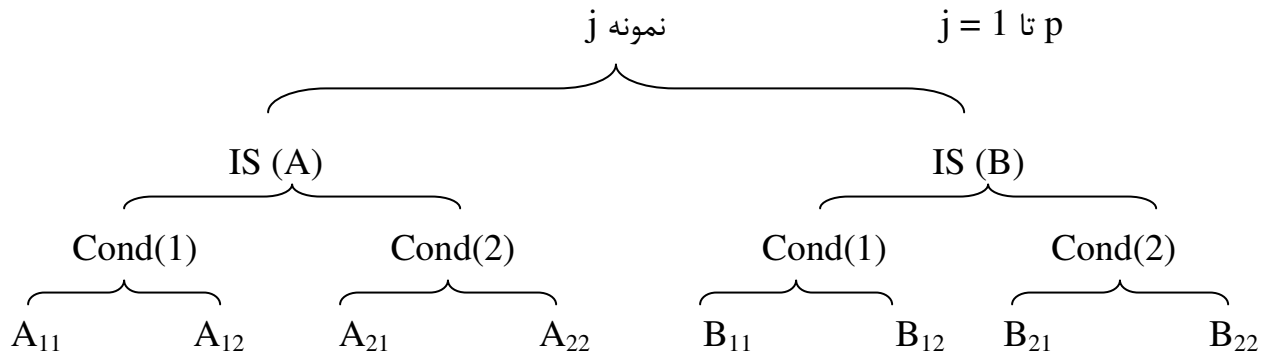 نمونه j
j = 1 تا p
IS (A) IS (B)
Cond(1) Cond(2) Cond(1) Cond(2)
A₁₁ A₁₂ A₂₁ A₂₂ B₁₁ B₁₂ B₂₁ B₂₂